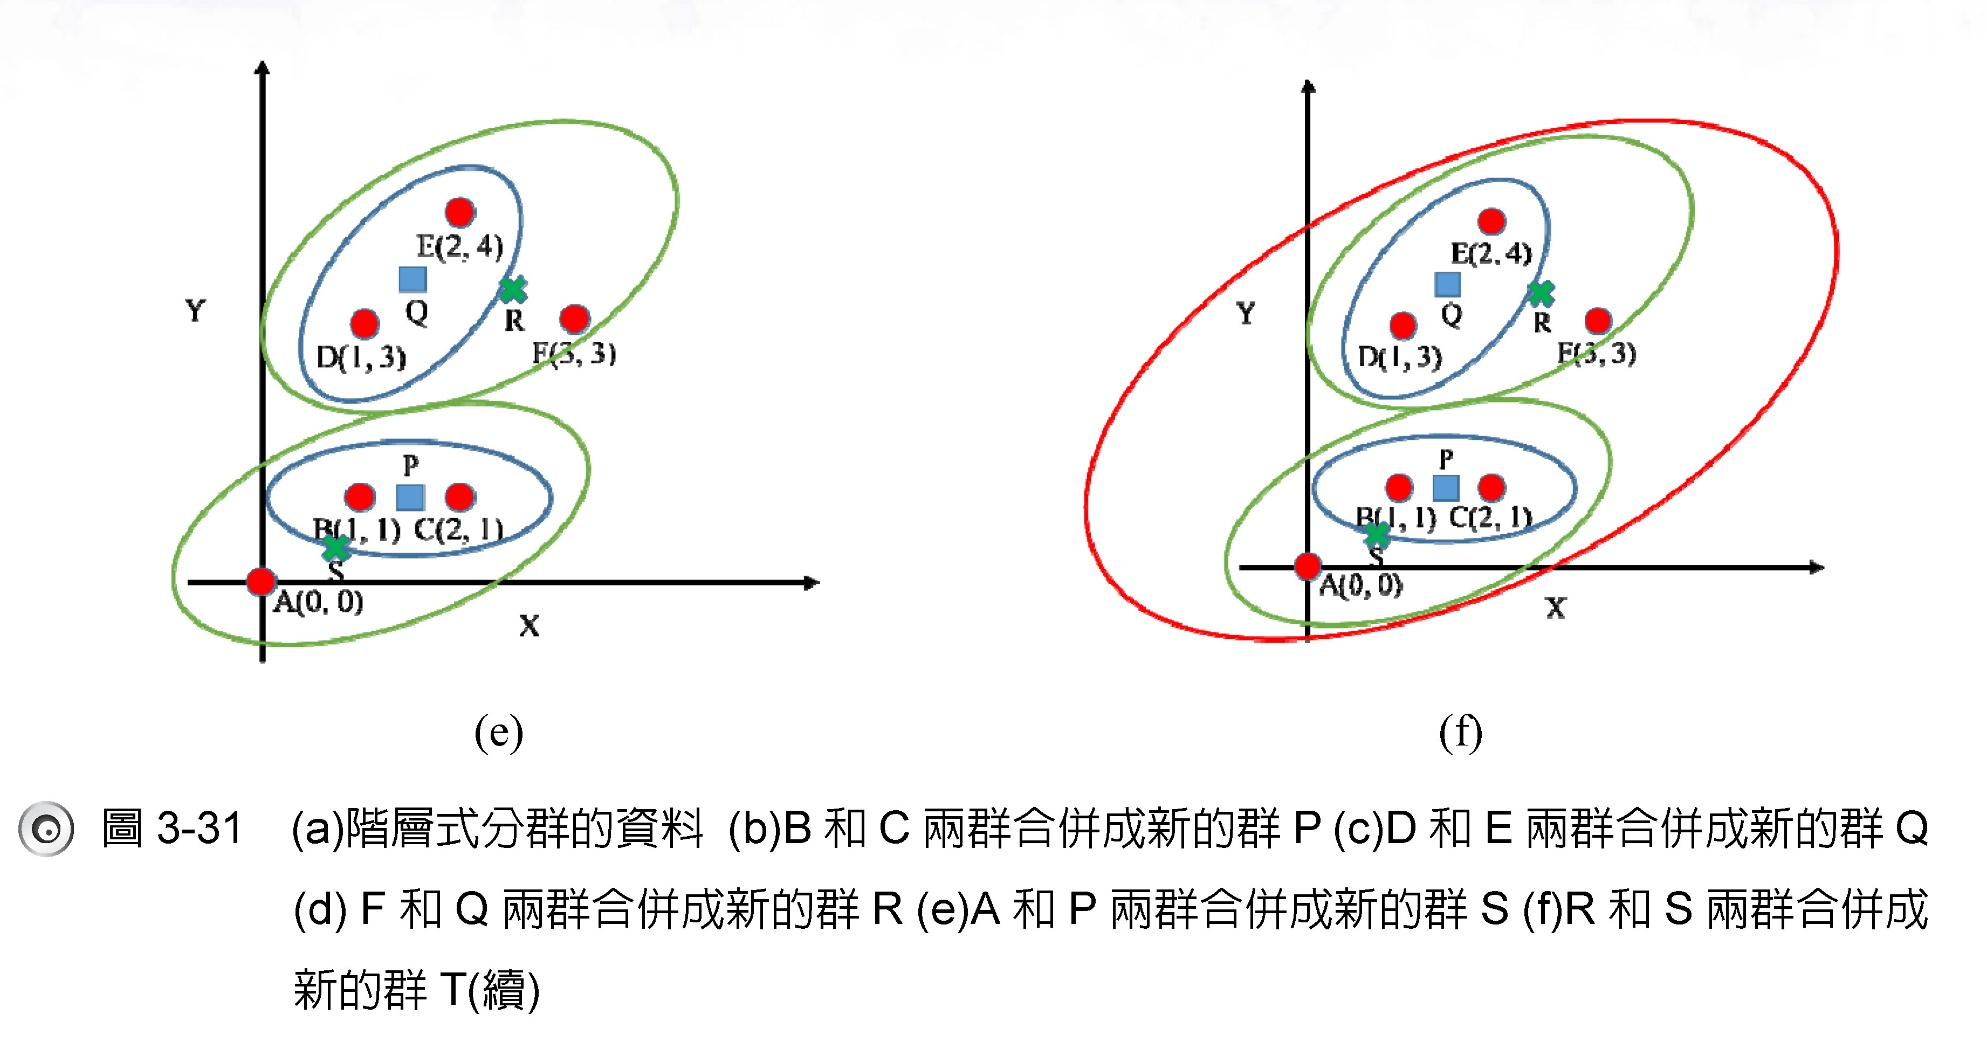 Y
E(2, 4)
Q
R
D(1, 3)
F(3, 3)
P
B(1, 1) C(2, 1)
S
A(0, 0)
X
(e)
Y
E(2, 4)
Q
R
D(1, 3)
F(3, 3)
P
B(1, 1) C(2, 1)
S
A(0, 0)
X
(f)
圖 3-31 (a)階層式分群的資料 (b)B 和 C 兩群合併成新的群 P (c)D 和 E 兩群合併成新的群 Q
(d) F 和 Q 兩群合併成新的群 R (e)A 和 P 兩群合併成新的群 S (f)R 和 S 兩群合併成
新的群 T(續)